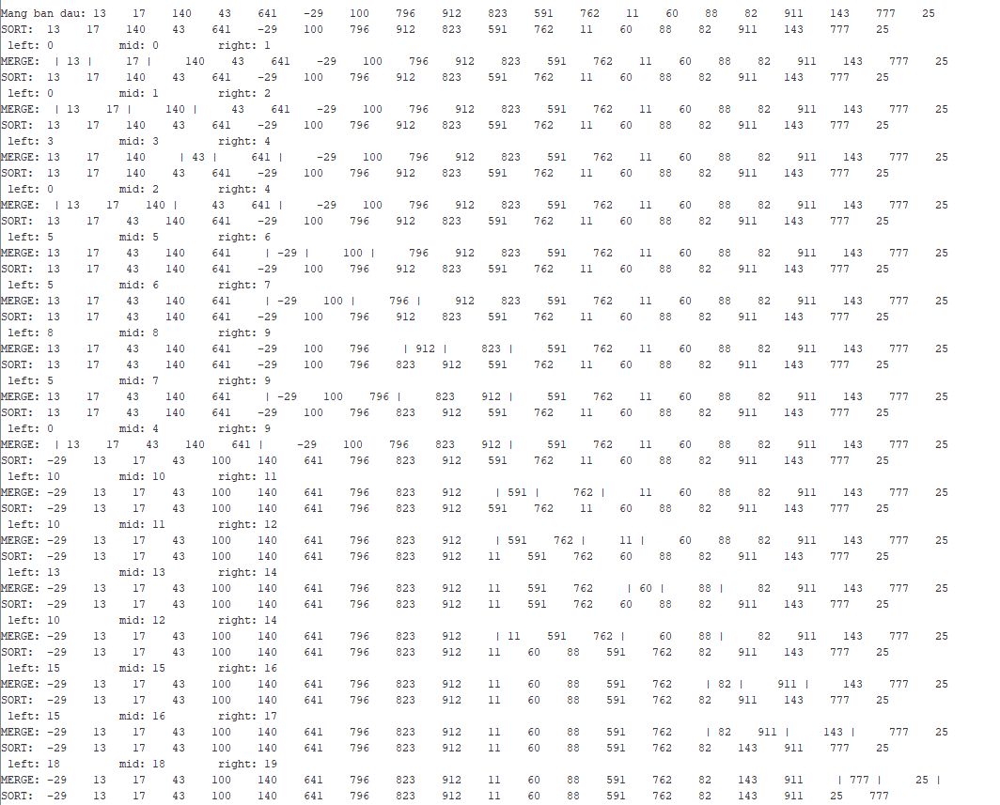 Mang ban dau: 13 17 140 43 641 -29 100 796 912 823 591 762 11 60 88 82 911 143 777 25
SORT: 13 17 140 43 641 -29 100 796 912 823 591 762 11 60 88 82 911 143 777 25
left: 0 mid: 0 right: 1
MERGE: | 13 | 17 | 140 43 641 -29 100 796 912 823 591 762 11 60 88 82 911 143 777 25
SORT: 13 17 140 43 641 -29 100 796 912 823 591 762 11 60 88 82 911 143 777 25
left: 0 mid: 1 right: 2
MERGE: | 13 17 | 140 | 43 641 -29 100 796 912 823 591 762 11 60 88 82 911 143 777 25
SORT: 13 17 140 43 641 -29 100 796 912 823 591 762 11 60 88 82 911 143 777 25
left: 3 mid: 3 right: 4
MERGE: 13 17 140 | 43 | 641 | -29 100 796 912 823 591 762 11 60 88 82 911 143 777 25
SORT: 13 17 140 43 641 -29 100 796 912 823 591 762 11 60 88 82 911 143 777 25
left: 0 mid: 2 right: 4
MERGE: | 13 17 140 | 43 641 | -29 100 796 912 823 591 762 11 60 88 82 911 143 777 25
SORT: 13 17 43 140 641 -29 100 796 912 823 591 762 11 60 88 82 911 143 777 25
left: 5 mid: 5 right: 6
MERGE: 13 17 43 140 641 | -29 | 100 | 796 912 823 591 762 11 60 88 82 911 143 777 25
SORT: 13 17 43 140 641 -29 100 796 912 823 591 762 11 60 88 82 911 143 777 25
left: 5 mid: 6 right: 7
MERGE: 13 17 43 140 641 | -29 100 | 796 | 912 823 591 762 11 60 88 82 911 143 777 25
SORT: 13 17 43 140 641 -29 100 796 912 823 591 762 11 60 88 82 911 143 777 25
left: 8 mid: 8 right: 9
MERGE: 13 17 43 140 641 -29 100 796 | 912 | 823 | 591 762 11 60 88 82 911 143 777 25
SORT: 13 17 43 140 641 -29 100 796 823 912 591 762 11 60 88 82 911 143 777 25
left: 5 mid: 7 right: 9
MERGE: 13 17 43 140 641 | -29 100 796 | 823 912 | 591 762 11 60 88 82 911 143 777 25
SORT: 13 17 43 140 641 -29 100 796 823 912 591 762 11 60 88 82 911 143 777 25
left: 0 mid: 4 right: 9
MERGE: | 13 17 43 140 641 | -29 100 796 823 912 | 591 762 11 60 88 82 911 143 777 25
SORT: -29 13 17 43 100 140 641 796 823 912 591 762 11 60 88 82 911 143 777 25
left: 10 mid: 10 right: 11
MERGE: -29 13 17 43 100 140 641 796 823 912 | 591 | 762 | 11 60 88 82 911 143 777 25
SORT: -29 13 17 43 100 140 641 796 823 912 591 762 11 60 88 82 911 143 777 25
left: 10 mid: 11 right: 12
MERGE: -29 13 17 43 100 140 641 796 823 912 | 591 762 | 11 | 60 88 82 911 143 777 25
SORT: -29 13 17 43 100 140 641 796 823 912 11 591 762 60 88 82 911 143 777 25
left: 13 mid: 13 right: 14
MERGE: -29 13 17 43 100 140 641 796 823 912 11 591 762 | 60 | 88 | 82 911 143 777 25
SORT: -29 13 17 43 100 140 641 796 823 912 11 591 762 60 88 82 911 143 777 25
left: 10 mid: 12 right: 14
MERGE: -29 13 17 43 100 140 641 796 823 912 | 11 591 762 | 60 88 | 82 911 143 777 25
SORT: -29 13 17 43 100 140 641 796 823 912 11 60 88 591 762 82 911 143 777 25
left: 15 mid: 15 right: 16
MERGE: -29 13 17 43 100 140 641 796 823 912 11 60 88 591 762 | 82 | 911 | 143 777 25
SORT: -29 13 17 43 100 140 641 796 823 912 11 60 88 591 762 82 911 143 777 25
left: 15 mid: 16 right: 17
MERGE: -29 13 17 43 100 140 641 796 823 912 11 60 88 591 762 | 82 911 | 143 | 777 25
SORT: -29 13 17 43 100 140 641 796 823 912 11 60 88 591 762 82 143 911 777 25
left: 18 mid: 18 right: 19
MERGE: -29 13 17 43 100 140 641 796 823 912 11 60 88 591 762 82 143 911 | 777 | 25 |
SORT: -29 13 17 43 100 140 641 796 823 912 11 60 88 591 762 82 143 911 25 777